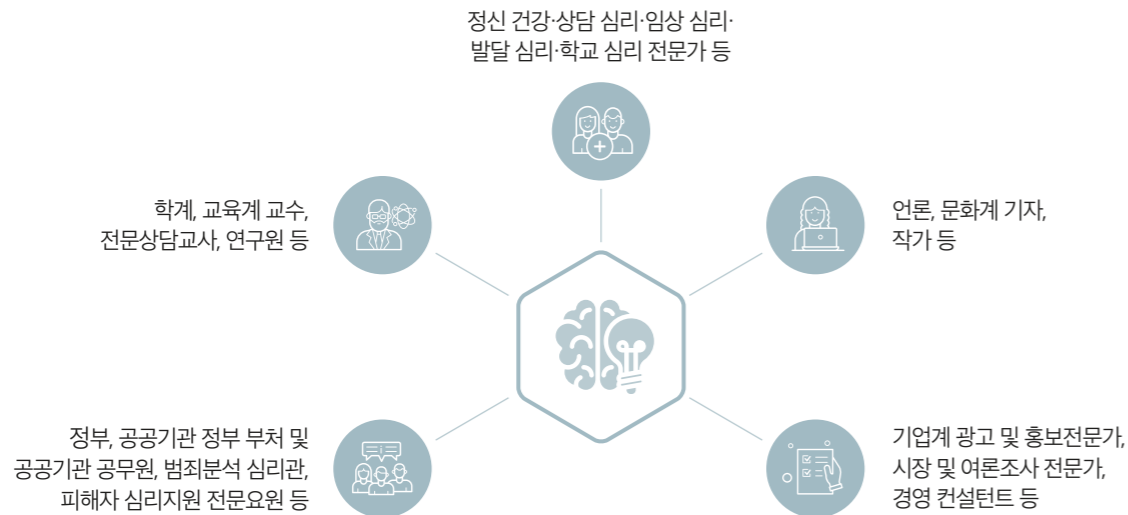 정신 건강·상담 심리·임상 심리·
발달 심리·학교 심리 전문가 등
학계, 교육계 교수,
전문상담교사, 연구원 등
언론, 문화계 기자,
작가 등
정부, 공공기관 정부 부처 및
공공기관 공무원, 범죄분석 심리관,
피해자 심리지원 전문요원 등
기업계 광고 및 홍보전문가,
시장 및 여론조사 전문가,
경영 컨설턴트 등